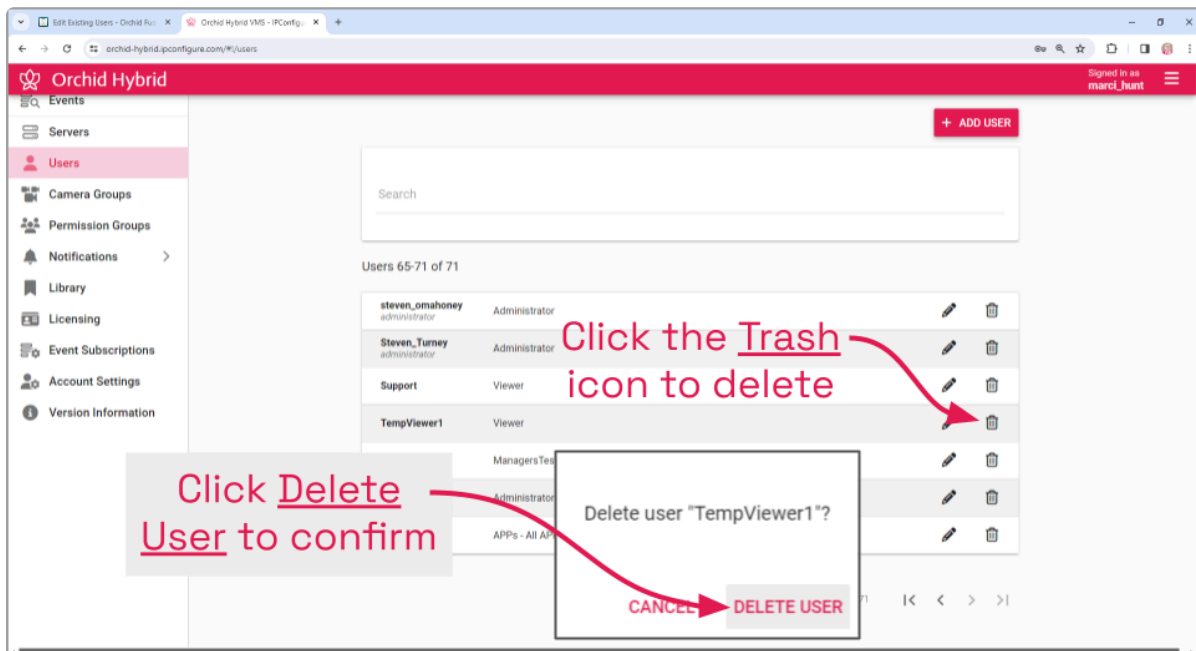 Edit Existing Users - Orchid Fus
Orchid Hybrid VMS - IPConfigu
orchid-hybrid.ipconfigure.com/#!/users
Orchid Hybrid
Signed in as
marci_hunt
Events
Servers
Users
Camera Groups
Permission Groups
Notifications
Library
Licensing
Event Subscriptions
Account Settings
Version Information
+ ADD USER
Search
Users 65-71 of 71
steven_omahoney
administrator
Administrator
Steven_Turney
administrator
Administrator
Support
Viewer
TempViewer1
Viewer
ManagersTes
Administrator
APPs - All AP
71
Click the Trash
icon to delete
Click Delete
User to confirm
Delete user "TempViewer1"?
CANCEL
DELETE USER